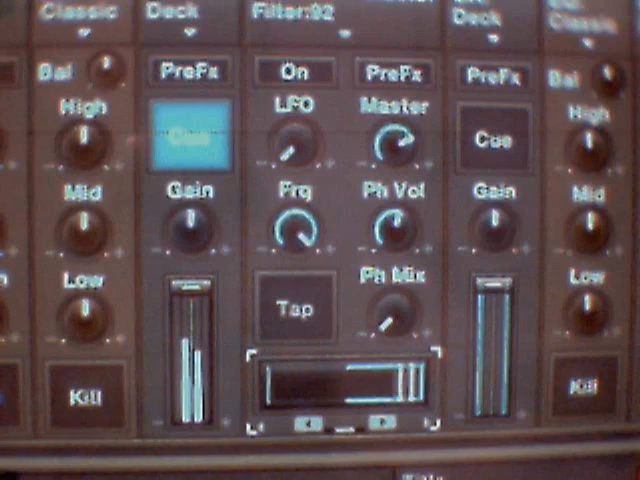 Classic
Deck
Filter:92
Deck
Classic
Bal
PreFx
On
PreFx
PreFx
Bal
High
LFO
Master
High
Cue
Cue
Mid
Gain
Frq
Ph Vol
Gain
Mid
Low
Ph Mix
Low
Tap
Kill
Kill